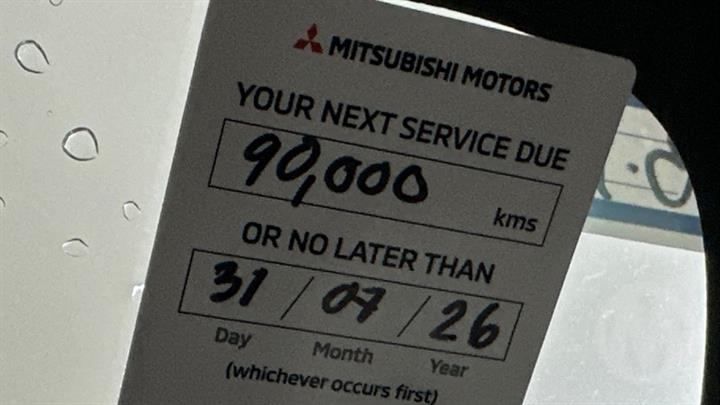 MITSUBISHI MOTORS
YOUR NEXT SERVICE DUE
90,000 kms
OR NO LATER THAN
31 / 07 / 26
Day Month Year
(whichever occurs first)